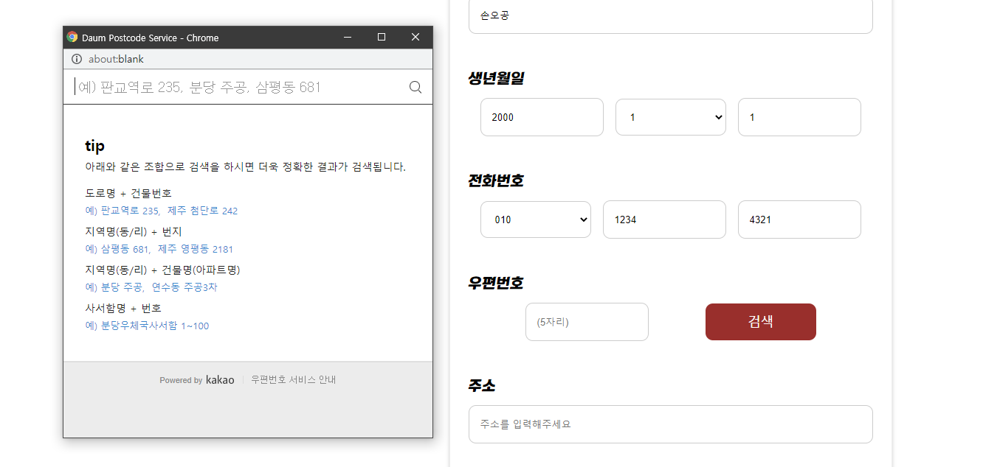 Daum Postcode Service - Chrome
about:blank
예) 판교역로 235, 분당 주공, 삼평동 681
tip
아래와 같은 조합으로 검색을 하시면 더욱 정확한 결과가 검색됩니다.
도로명 + 건물번호
예) 판교역로 235, 제주 첨단로 242
지역명(동/리) + 번지
예) 삼평동 681, 제주 영평동 2181
지역명(동/리) + 건물명(아파트명)
예) 분당 주공, 연수동 주공3차
사서함명 + 번호
예) 분당우체국사서함 1~100
Powered by kakao 우편번호 서비스 안내
손오공
생년월일
2000 1 1
전화번호
010 1234 4321
우편번호
(5자리) 검색
주소
주소를 입력해주세요